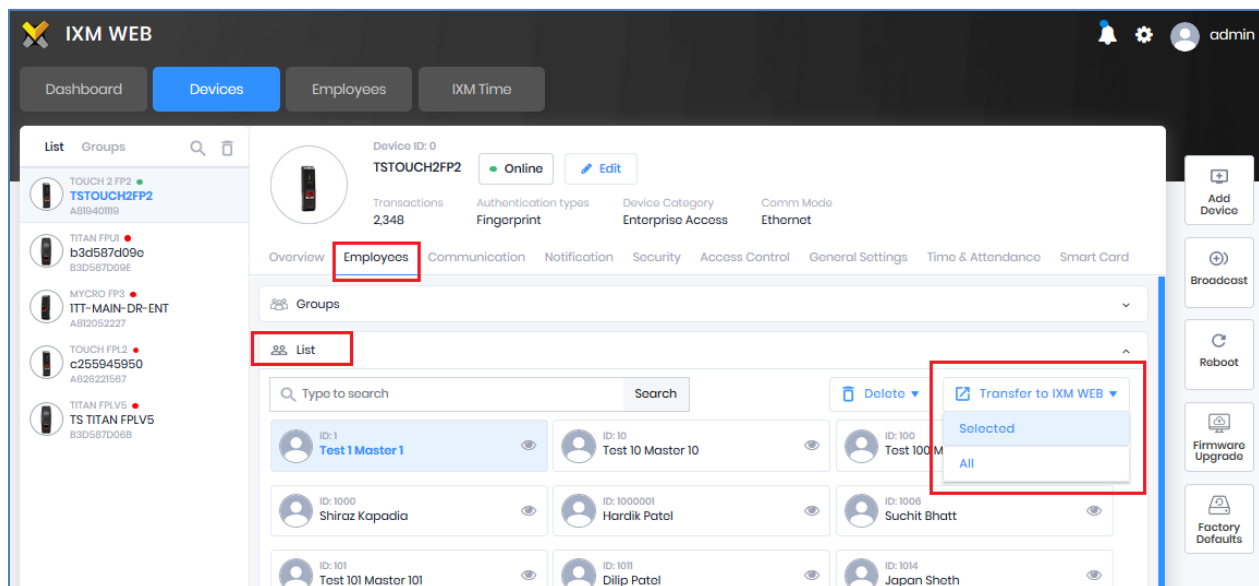 IXM WEB
admin
Dashboard
Devices
Employees
IXM Time
List Groups
TOUCH 2 FP2
TSTOUCH2FP2
A819401119
TITAN FPU1
b3d587d09e
B3D587D09E
MYCRO FP3
1TT-MAIN-DR-ENT
A812052227
TOUCH FPL2
c255945950
A626221567
TITAN FPLV5
TS TITAN FPLV5
B3D587D06B
Device ID: 0
TSTOUCH2FP2
Online
Edit
Transactions
2,348
Authentication types
Fingerprint
Device Category
Enterprise Access
Comm Mode
Ethernet
Overview Employees Communication Notification Security Access Control General Settings Time & Attendance Smart Card
Groups
List
Type to search
Search
Delete
Transfer to IXM WEB
Selected
All
ID: 1
Test 1 Master 1
ID: 10
Test 10 Master 10
ID: 100
Test 100 M
ID: 1000
Shiraz Kapadia
ID: 1000001
Hardik Patel
ID: 1006
Suchit Bhatt
ID: 101
Test 101 Master 101
ID: 1011
Dilip Patel
ID: 1014
Japan Sheth
Add
Device
Broadcast
Reboot
Firmware
Upgrade
Factory
Defaults